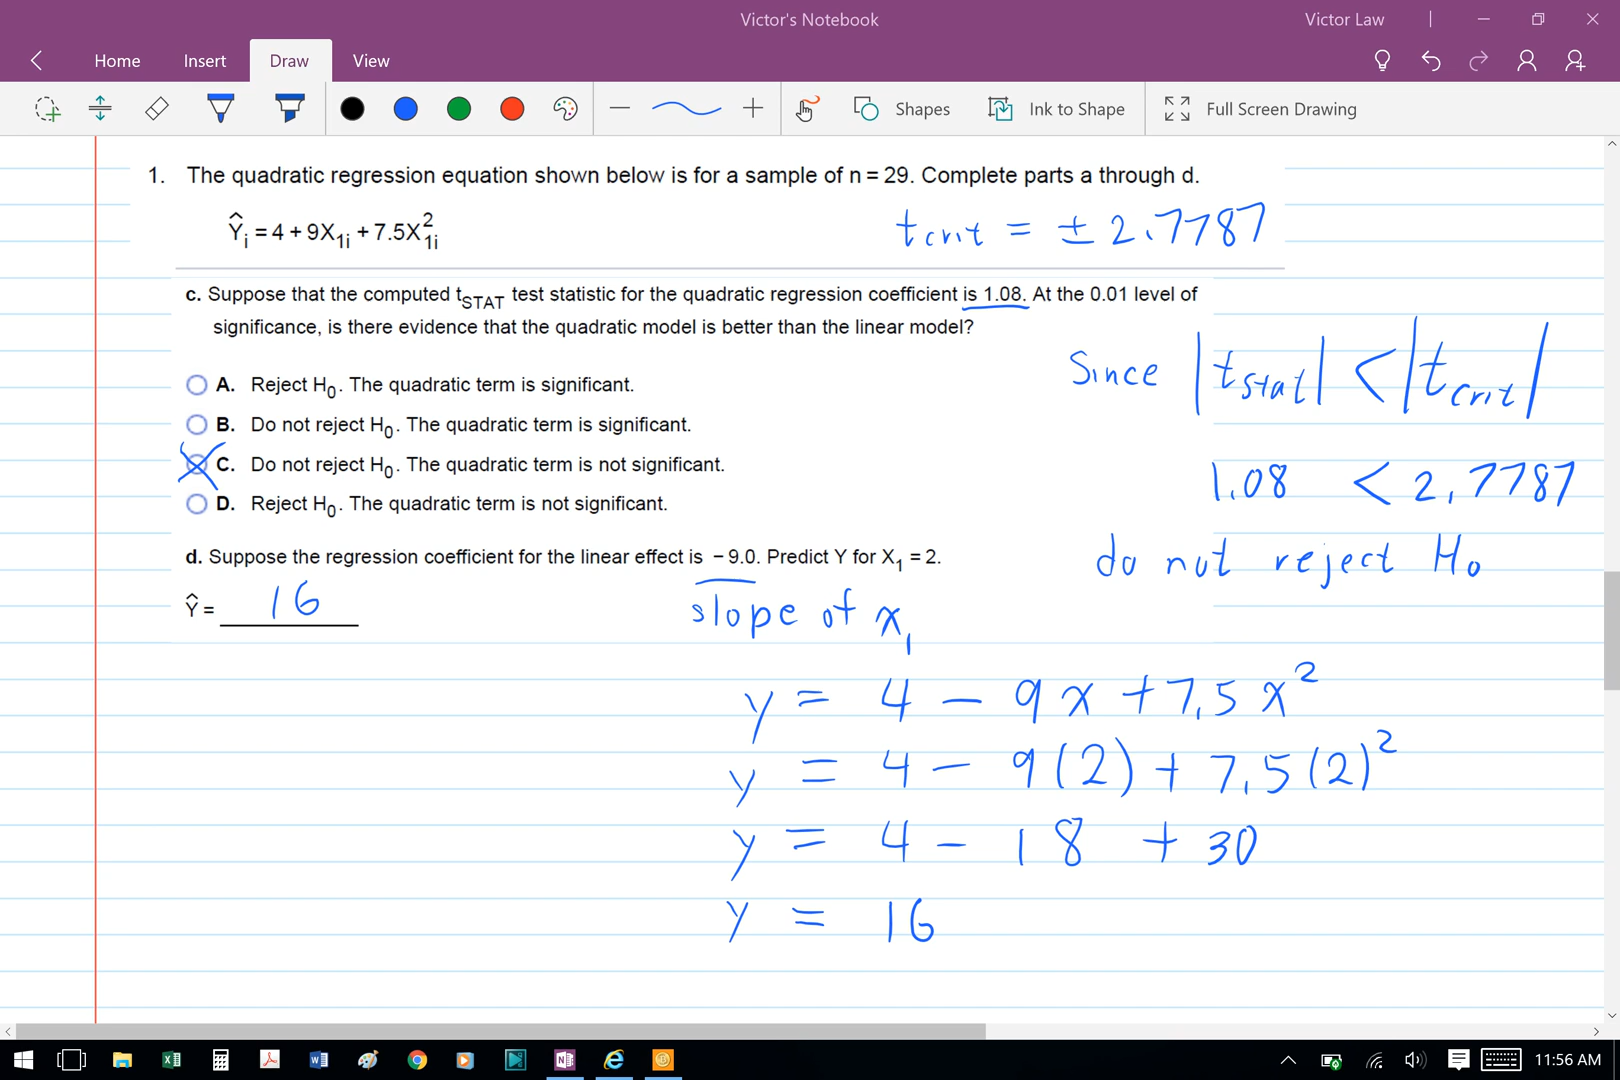 Victor's Notebook
Victor Law
Home Insert Draw View
Shapes Ink to Shape Full Screen Drawing
1. The quadratic regression equation shown below is for a sample of n = 29. Complete parts a through d.
Ŷi = 4 + 9X1i + 7.5X²1i
tcrit = ± 2.7787
c. Suppose that the computed tSTAT test statistic for the quadratic regression coefficient is 1.08. At the 0.01 level of
significance, is there evidence that the quadratic model is better than the linear model?
Since |tstat| < |tcrit|
A. Reject H0. The quadratic term is significant.
B. Do not reject H0. The quadratic term is significant.
C. Do not reject H0. The quadratic term is not significant.
1.08 < 2.7787
D. Reject H0. The quadratic term is not significant.
d. Suppose the regression coefficient for the linear effect is − 9.0. Predict Y for X1 = 2.
do not reject H0
Ŷ = 16
slope of x1
y = 4 − 9x + 7.5x²
y = 4 − 9(2) + 7.5(2)²
y = 4 − 18 + 30
y = 16
11:56 AM